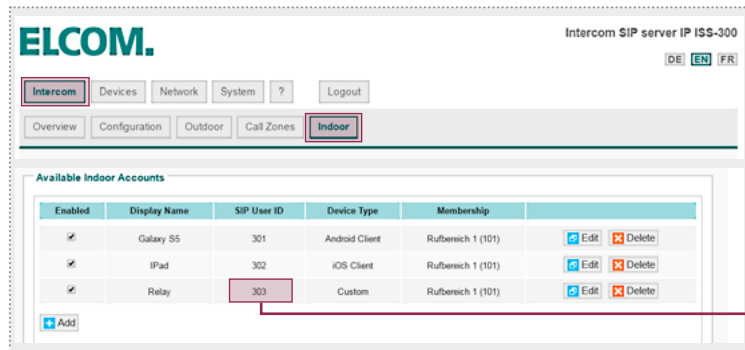 ELCOM.
Intercom SIP server IP ISS-300
DE EN FR
Intercom Devices Network System ? Logout
Overview Configuration Outdoor Call Zones Indoor
Available Indoor Accounts
Enabled Display Name SIP User ID Device Type Membership
Galaxy S5 301 Android Client Rufbereich 1 (101) Edit Delete
IPad 302 iOS Client Rufbereich 1 (101) Edit Delete
Relay 303 Custom Rufbereich 1 (101) Edit Delete
Add